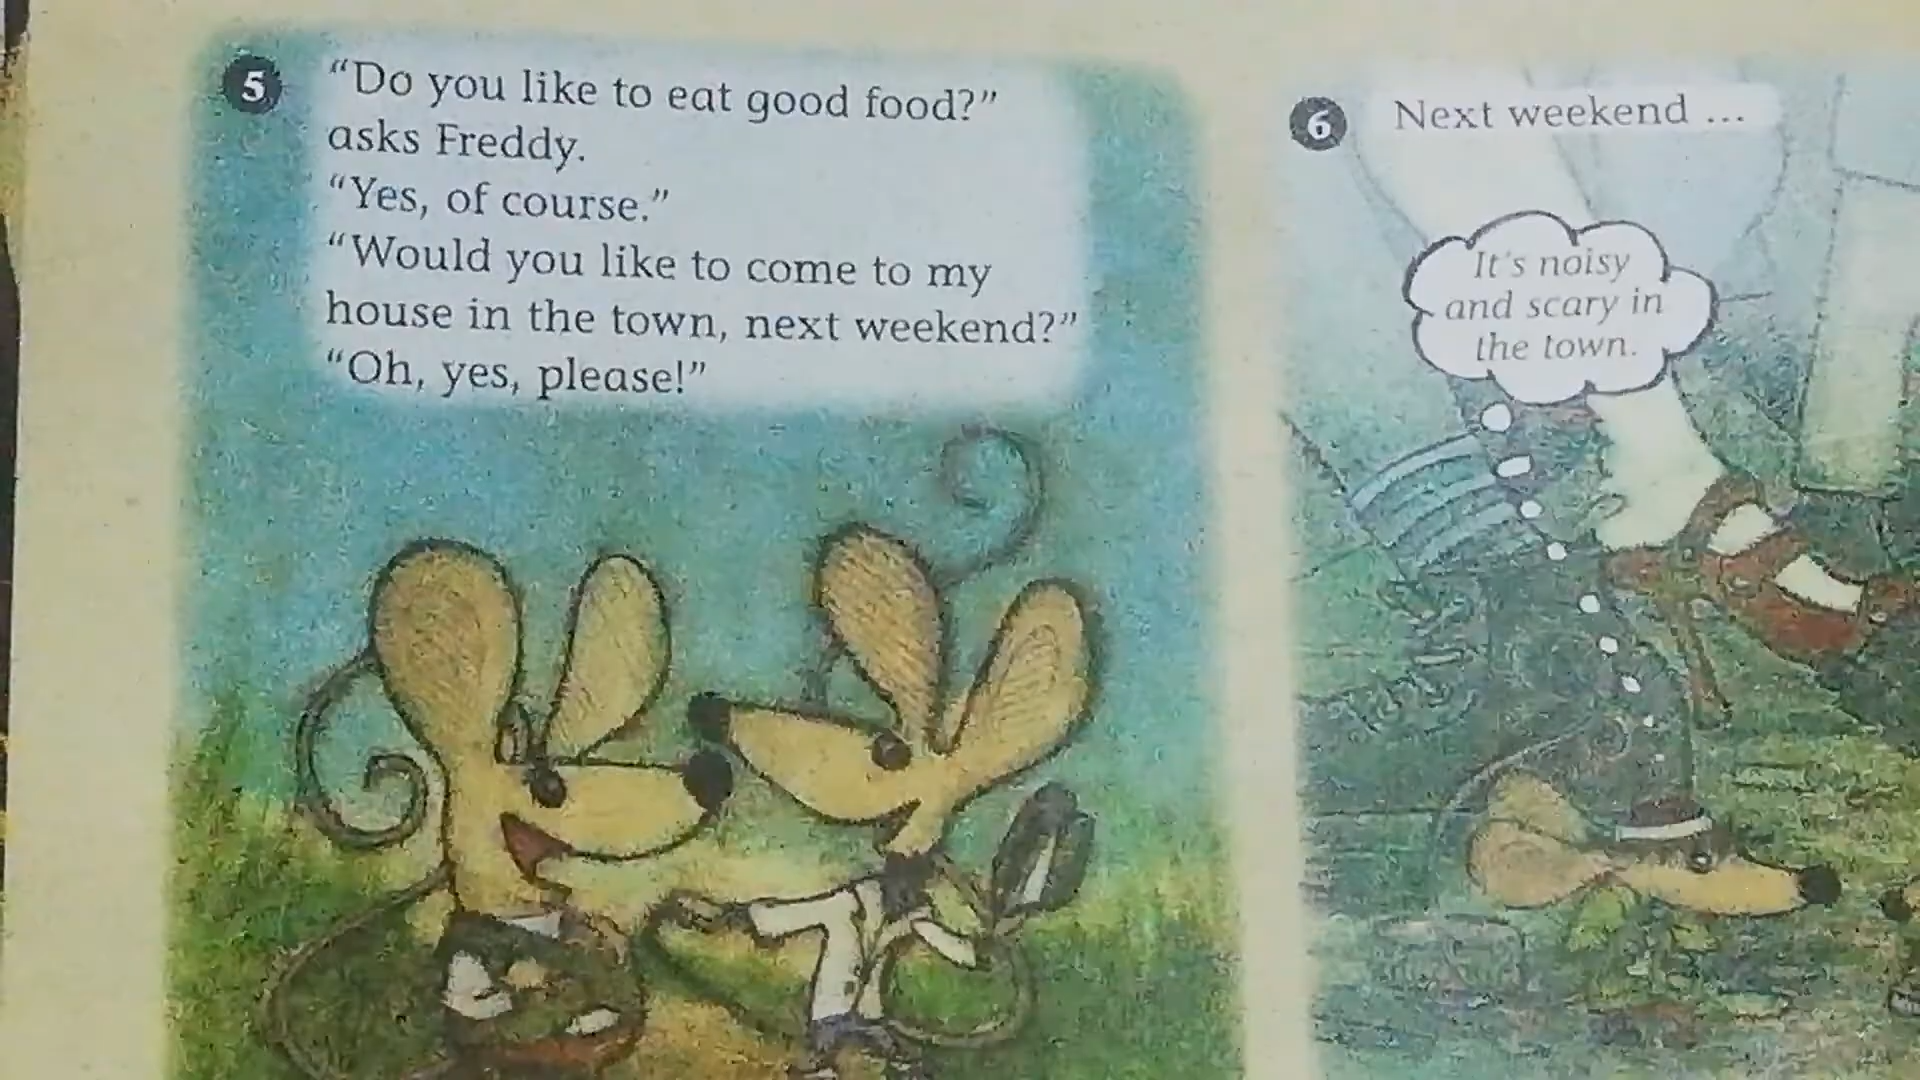 5
“Do you like to eat good food?”
asks Freddy.
“Yes, of course.”
“Would you like to come to my
house in the town, next weekend?”
“Oh, yes, please!”
6
Next weekend ...
It's noisy
and scary in
the town.